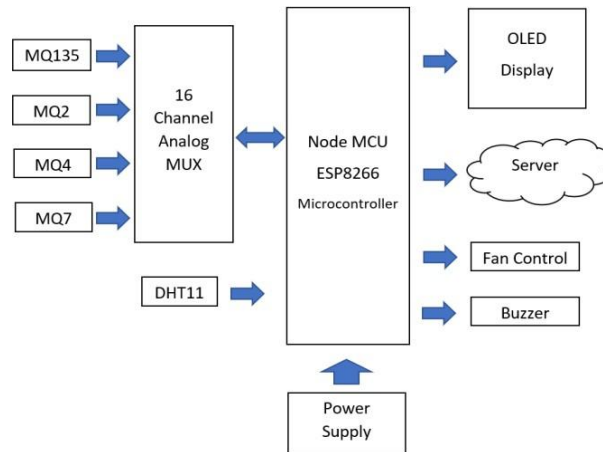 MQ135
MQ2
MQ4
MQ7
16
Channel
Analog
MUX
DHT11
Node MCU
ESP8266
Microcontroller
Power
Supply
OLED
Display
Server
Fan Control
Buzzer